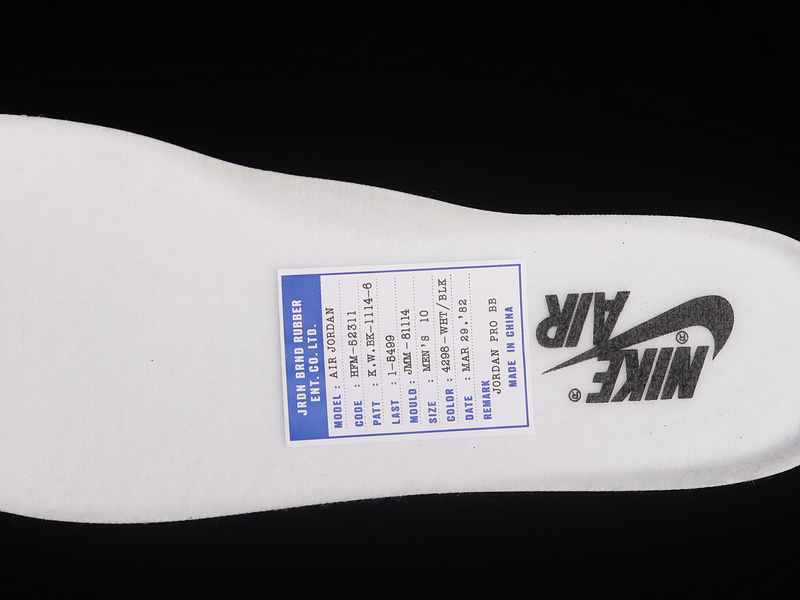 JRDN BRND RUBBER
ENT. CO. LTD.
MODEL : AIR JORDAN
CODE : HFM-52311
PATT : K.W.BK-1114-6
LAST : 1-5499
MOULD : JMM-81114
SIZE : MEN'S 10
COLOR : 4298-WHT/BLK
DATE : MAR 29.'82
REMARK
JORDAN PRO BB
MADE IN CHINA
NIKE®
AIR®